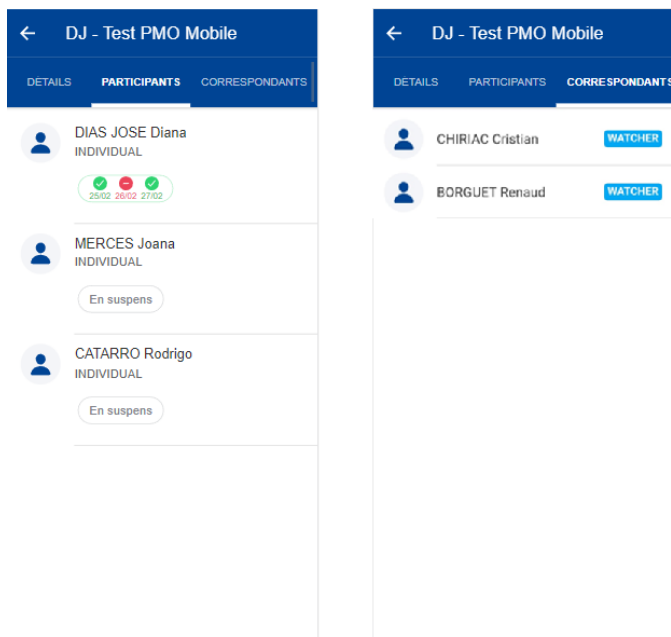 DJ - Test PMO Mobile
DETAILS PARTICIPANTS CORRESPONDANTS
DIAS JOSE Diana
INDIVIDUAL
25/02 26/02 27/02
MERCES Joana
INDIVIDUAL
En suspens
CATARRO Rodrigo
INDIVIDUAL
En suspens
DJ - Test PMO Mobile
DETAILS PARTICIPANTS CORRESPONDANTS
CHIRIAC Cristian WATCHER
BORGUET Renaud WATCHER